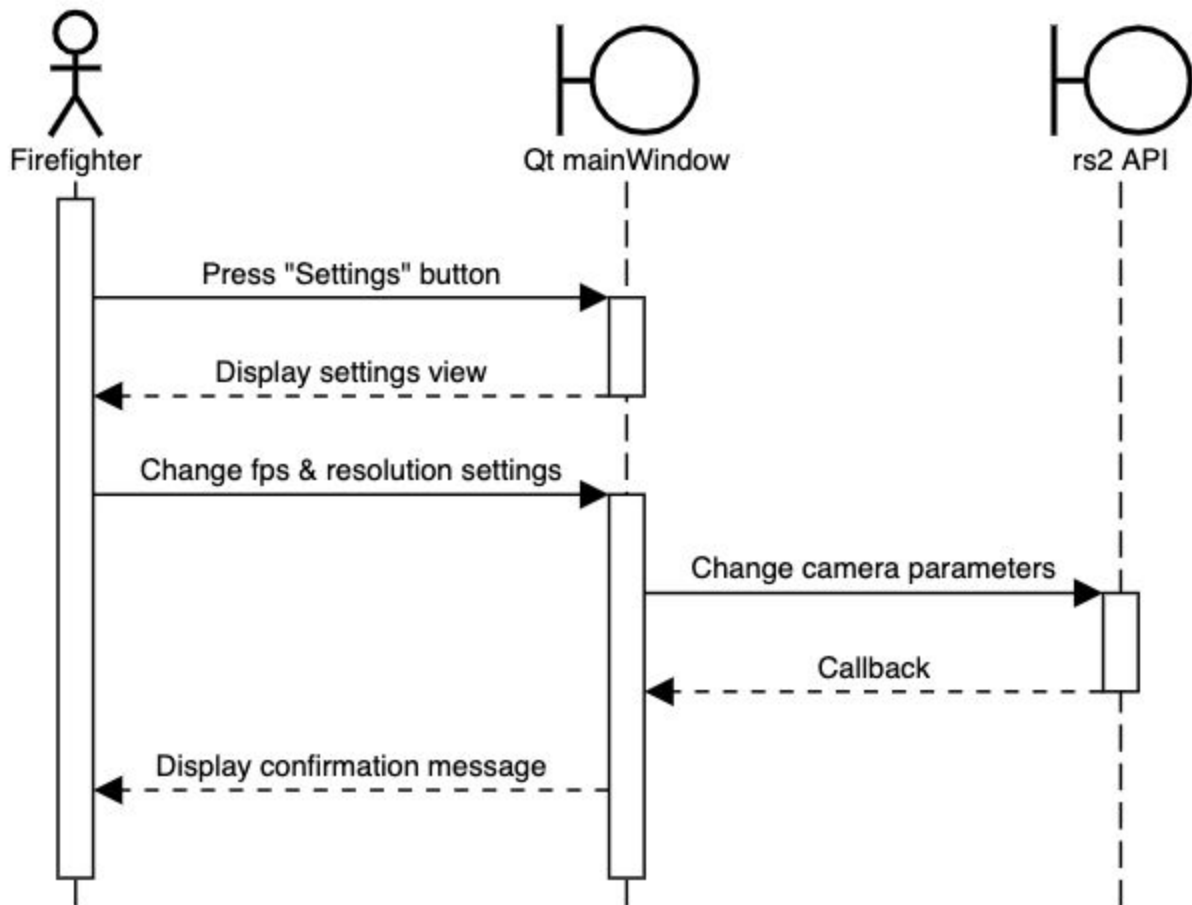 Firefighter
Qt mainWindow
rs2 API
Press "Settings" button
Display settings view
Change fps & resolution settings
Change camera parameters
Callback
Display confirmation message